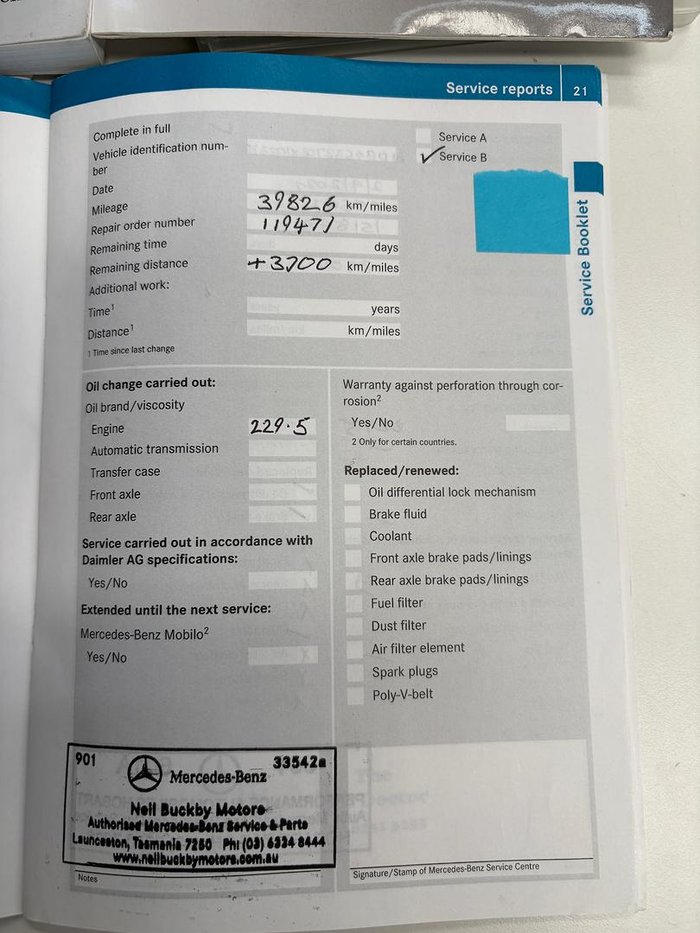 Service reports 21
Complete in full
Vehicle identification num-
ber
Date
Mileage 39826 km/miles
Repair order number 119471
Remaining time days
Remaining distance +3700 km/miles
Additional work:
Time¹ years
Distance¹ km/miles
1 Time since last change
Service A
✓ Service B
Service Booklet
Oil change carried out:
Oil brand/viscosity
Engine 229.5
Automatic transmission
Transfer case
Front axle
Rear axle
Service carried out in accordance with
Daimler AG specifications:
Yes/No
Extended until the next service:
Mercedes-Benz Mobilo²
Yes/No
Warranty against perforation through cor-
rosion²
Yes/No
2 Only for certain countries.
Replaced/renewed:
Oil differential lock mechanism
Brake fluid
Coolant
Front axle brake pads/linings
Rear axle brake pads/linings
Fuel filter
Dust filter
Air filter element
Spark plugs
Poly-V-belt
901 33542a
Mercedes-Benz
Neil Buckby Motors
Authorised Mercedes-Benz Service & Parts
Launceston, Tasmania 7250 Ph: (03) 6334 8444
www.neilbuckbymotors.com.au
Notes
Signature/Stamp of Mercedes-Benz Service Centre